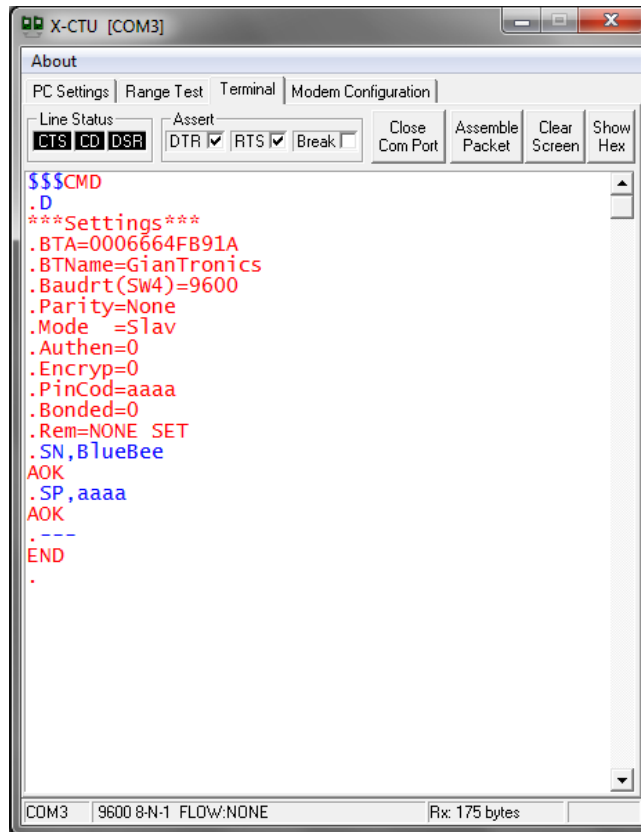 X-CTU [COM3]
About
PC Settings Range Test Terminal Modem Configuration
Line Status
CTS CD DSR
Assert
DTR RTS Break
Close Com Port
Assemble Packet
Clear Screen
Show Hex
$$$CMD
.D
***Settings***
.BTA=0006664FB91A
.BTName=GianTronics
.Baudrt(SW4)=9600
.Parity=None
.Mode  =Slav
.Authen=0
.Encryp=0
.PinCod=aaaa
.Bonded=0
.Rem=NONE SET
.SN,BlueBee
AOK
.SP,aaaa
AOK
.---
END
.
COM3 9600 8-N-1 FLOW:NONE Rx: 175 bytes